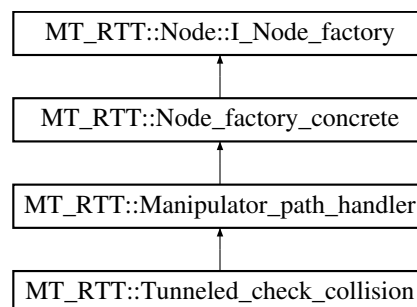 MT_RTT::Node::I_Node_factory
MT_RTT::Node_factory_concrete
MT_RTT::Manipulator_path_handler
MT_RTT::Tunneled_check_collision